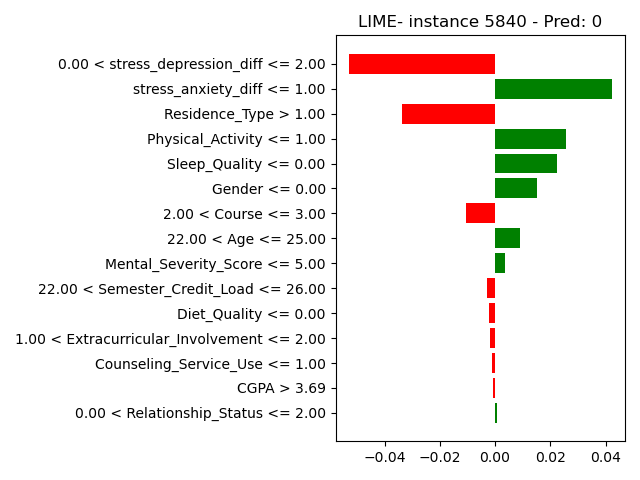 LIME- instance 5840 - Pred: 0
0.00 < stress_depression_diff <= 2.00
stress_anxiety_diff <= 1.00
Residence_Type > 1.00
Physical_Activity <= 1.00
Sleep_Quality <= 0.00
Gender <= 0.00
2.00 < Course <= 3.00
22.00 < Age <= 25.00
Mental_Severity_Score <= 5.00
22.00 < Semester_Credit_Load <= 26.00
Diet_Quality <= 0.00
1.00 < Extracurricular_Involvement <= 2.00
Counseling_Service_Use <= 1.00
CGPA > 3.69
0.00 < Relationship_Status <= 2.00
−0.04 −0.02 0.00 0.02 0.04